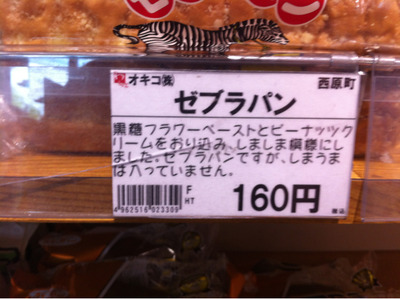 オキコ(株) 西原町
ゼブラパン
黒糖フラワーペーストとピーナッツク
リームをおり込み、しましま模様にし
ました。ゼブラパンですが、しまうま
は入っていません。
F
HT
160円
税込
4962516023309